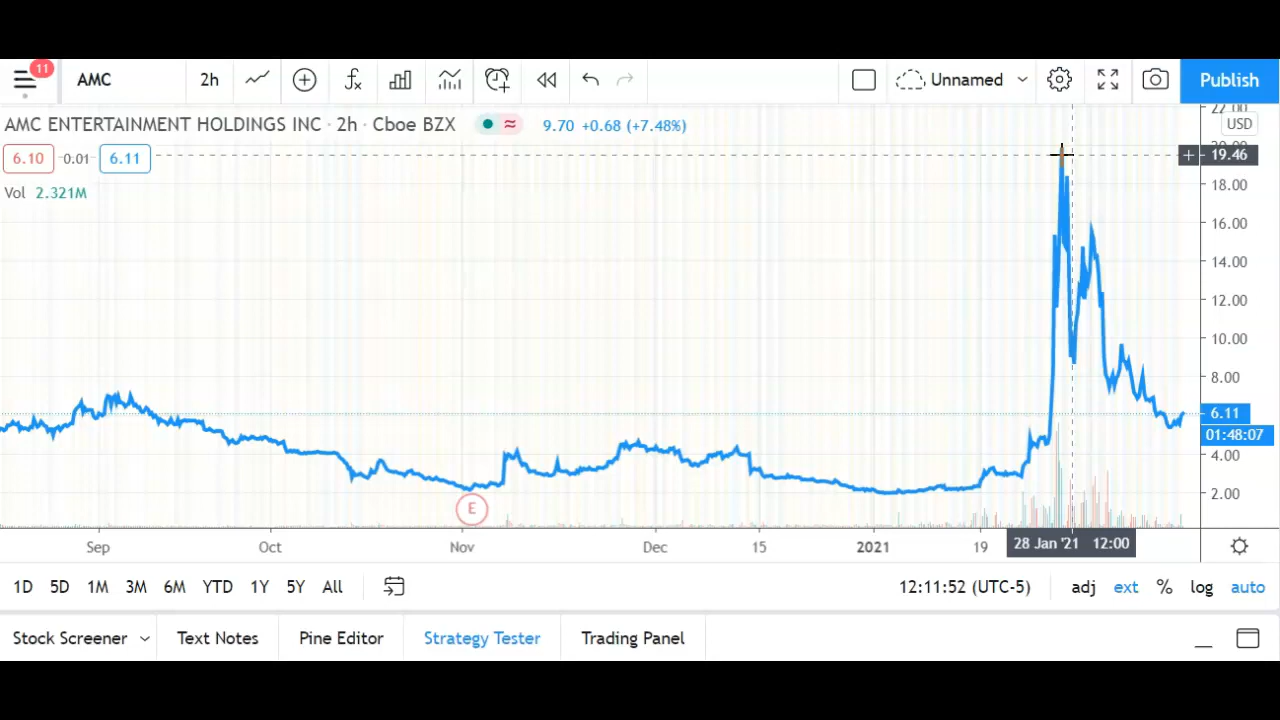 11
AMC 2h Unnamed Publish
22.00
AMC ENTERTAINMENT HOLDINGS INC · 2h · Cboe BZX 9.70 +0.68 (+7.48%)
USD
6.10 -0.01- 6.11
19.46
Vol 2.321M
18.00
16.00
14.00
12.00
10.00
8.00
6.11
01:48:07
4.00
2.00
E
Sep Oct Nov Dec 15 2021 19 28 Jan '21 12:00
1D 5D 1M 3M 6M YTD 1Y 5Y All 12:11:52 (UTC-5) adj ext % log auto
Stock Screener Text Notes Pine Editor Strategy Tester Trading Panel